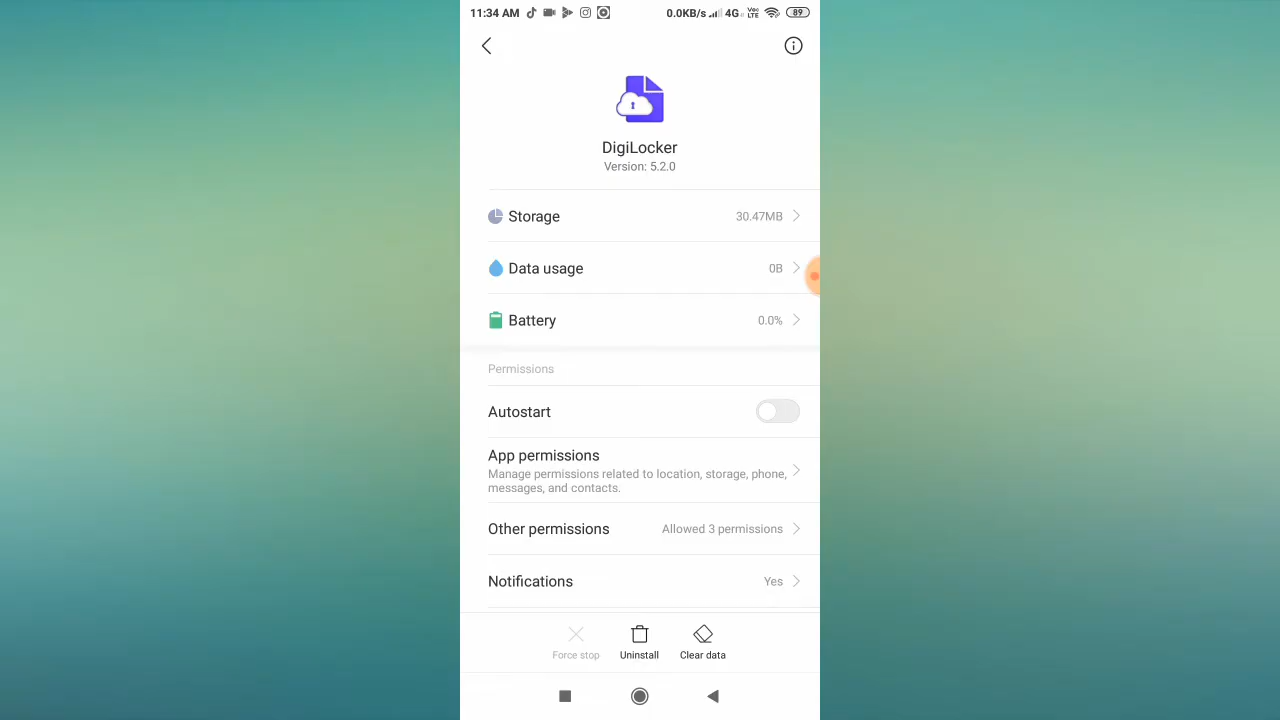 11:34 AM 0.0KB/s 4G Vo LTE 89
DigiLocker
Version: 5.2.0
Storage 30.47MB
Data usage 0B
Battery 0.0%
Permissions
Autostart
App permissions
Manage permissions related to location, storage, phone,
messages, and contacts.
Other permissions Allowed 3 permissions
Notifications Yes
Force stop Uninstall Clear data